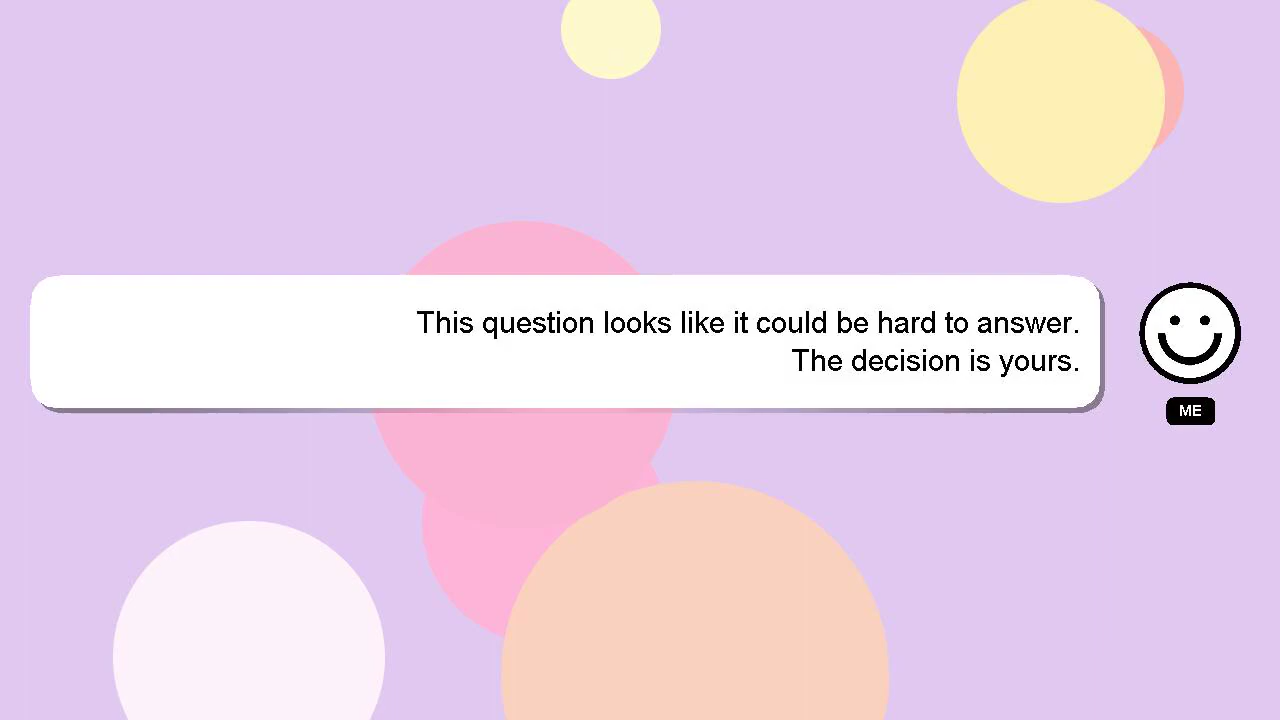 This question looks like it could be hard to answer.
The decision is yours.
ME